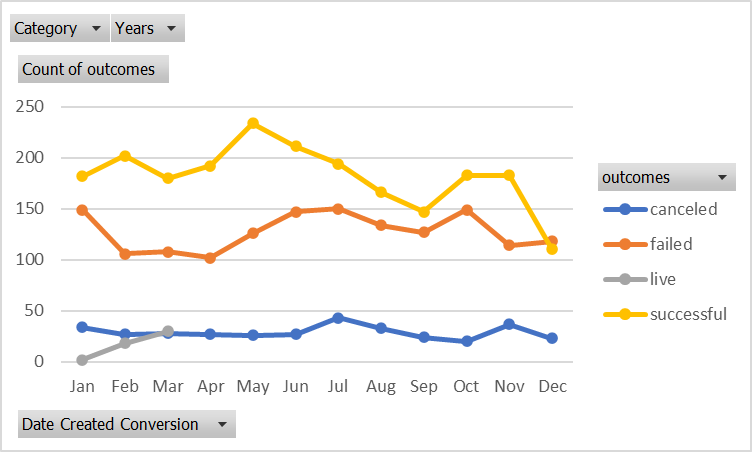 Category Years
Count of outcomes
250
200
150
100
50
0
Jan Feb Mar Apr May Jun Jul Aug Sep Oct Nov Dec
outcomes
canceled
failed
live
successful
Date Created Conversion